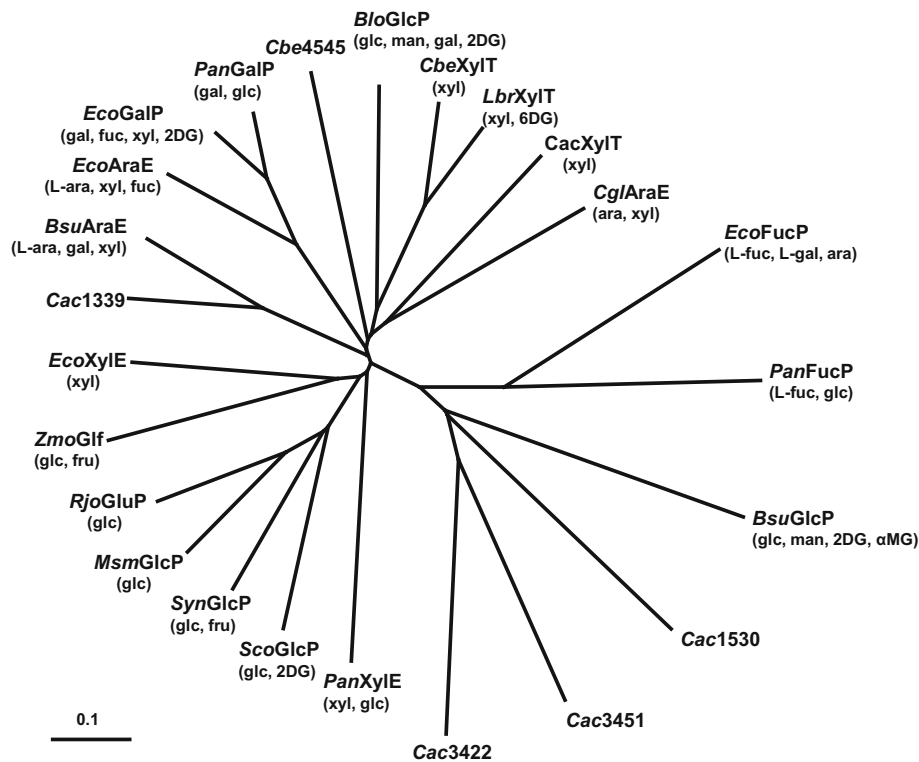 BloGlcP
(glc, man, gal, 2DG)
Cbe4545
CbeXylT
(xyl)
PanGalP
(gal, glc)
LbrXylT
(xyl, 6DG)
EcoGalP
(gal, fuc, xyl, 2DG)
CacXylT
(xyl)
EcoAraE
(L-ara, xyl, fuc)
CglAraE
(ara, xyl)
BsuAraE
(L-ara, gal, xyl)
EcoFucP
(L-fuc, L-gal, ara)
Cac1339
EcoXylE
(xyl)
PanFucP
(L-fuc, glc)
ZmoGlf
(glc, fru)
RjoGluP
(glc)
BsuGlcP
(glc, man, 2DG, αMG)
MsmGlcP
(glc)
SynGlcP
(glc, fru)
ScoGlcP
(glc, 2DG)
Cac1530
PanXylE
(xyl, glc)
Cac3451
0.1
Cac3422